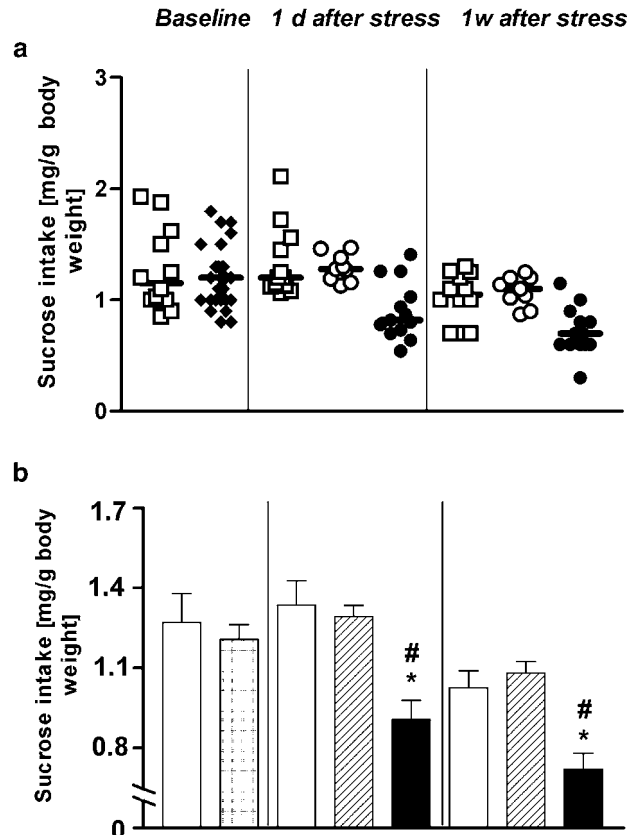 Baseline 1 d after stress 1w after stress
a
Sucrose intake [mg/g body
weight]
3
2
1
0
b
Sucrose intake [mg/g body
weight]
1.7
1.4
1.1
0.8
0
#
*
#
*